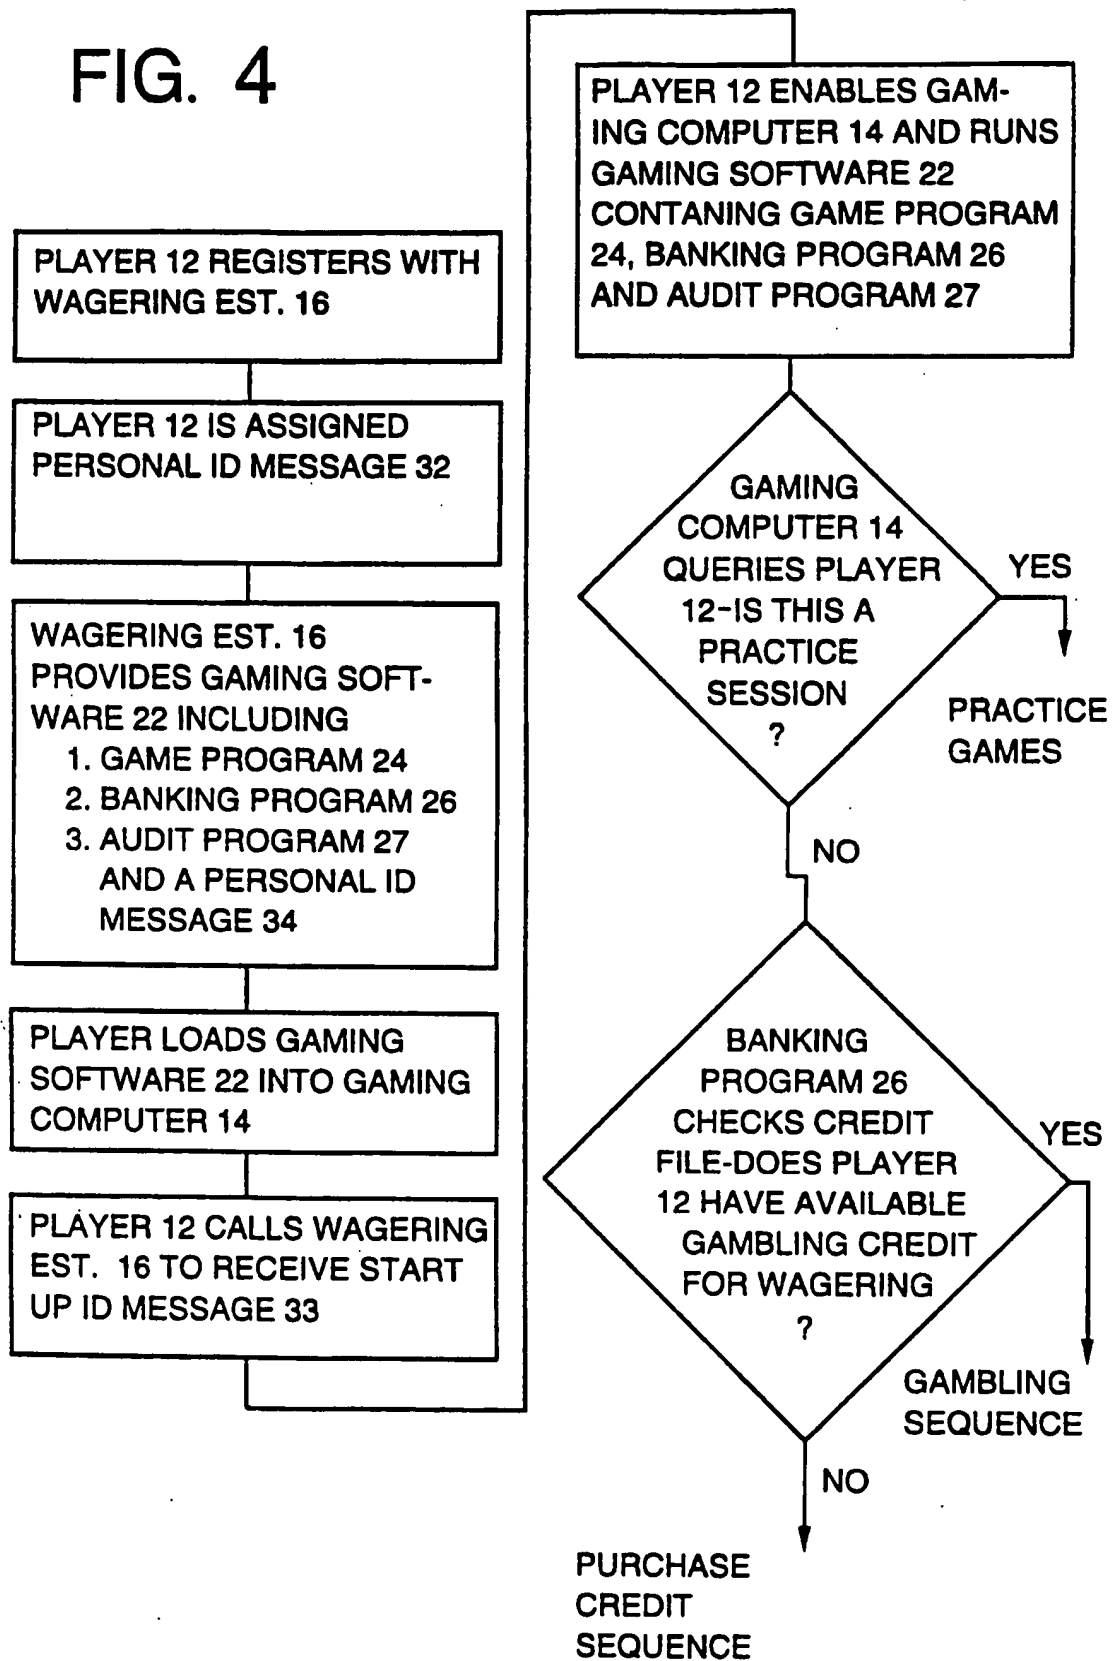 FIG. 4
PLAYER 12 REGISTERS WITH
WAGERING EST. 16
PLAYER 12 IS ASSIGNED
PERSONAL ID MESSAGE 32
WAGERING EST. 16
PROVIDES GAMING SOFT-
WARE 22 INCLUDING
1. GAME PROGRAM 24
2. BANKING PROGRAM 26
3. AUDIT PROGRAM 27
AND A PERSONAL ID
MESSAGE 34
PLAYER LOADS GAMING
SOFTWARE 22 INTO GAMING
COMPUTER 14
PLAYER 12 CALLS WAGERING
EST. 16 TO RECEIVE START
UP ID MESSAGE 33
PLAYER 12 ENABLES GAM-
ING COMPUTER 14 AND RUNS
GAMING SOFTWARE 22
CONTANING GAME PROGRAM
24, BANKING PROGRAM 26
AND AUDIT PROGRAM 27
GAMING
COMPUTER 14
QUERIES PLAYER
12-IS THIS A
PRACTICE
SESSION
?
YES
PRACTICE
GAMES
NO
BANKING
PROGRAM 26
CHECKS CREDIT
FILE-DOES PLAYER
12 HAVE AVAILABLE
GAMBLING CREDIT
FOR WAGERING
?
YES
GAMBLING
SEQUENCE
NO
PURCHASE
CREDIT
SEQUENCE